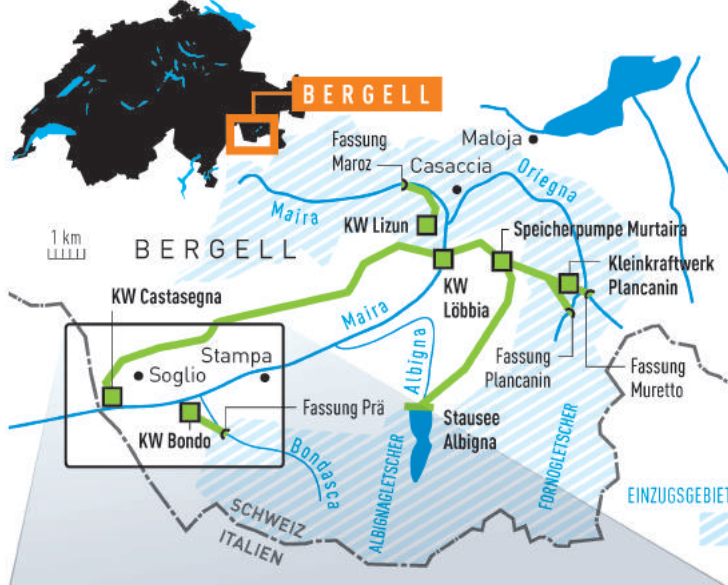 BERGELL
Fassung
Maroz
Maloja
Casaccia
Oriegna
Maira
KW Lizun
Speicherpumpe Murtaira
1 km
BERGELL
Kleinkraftwerk
Plancanin
KW Castasegna
KW
Löbbia
Maira
Stampa
Soglio
Albigna
Fassung
Plancanin
Fassung
Muretto
Fassung Prä
KW Bondo
Stausee
Albigna
Bondasca
ALBIGNAGLETSCHER
FORNOGLETSCHER
EINZUGSGEBIET
SCHWEIZ
ITALIEN